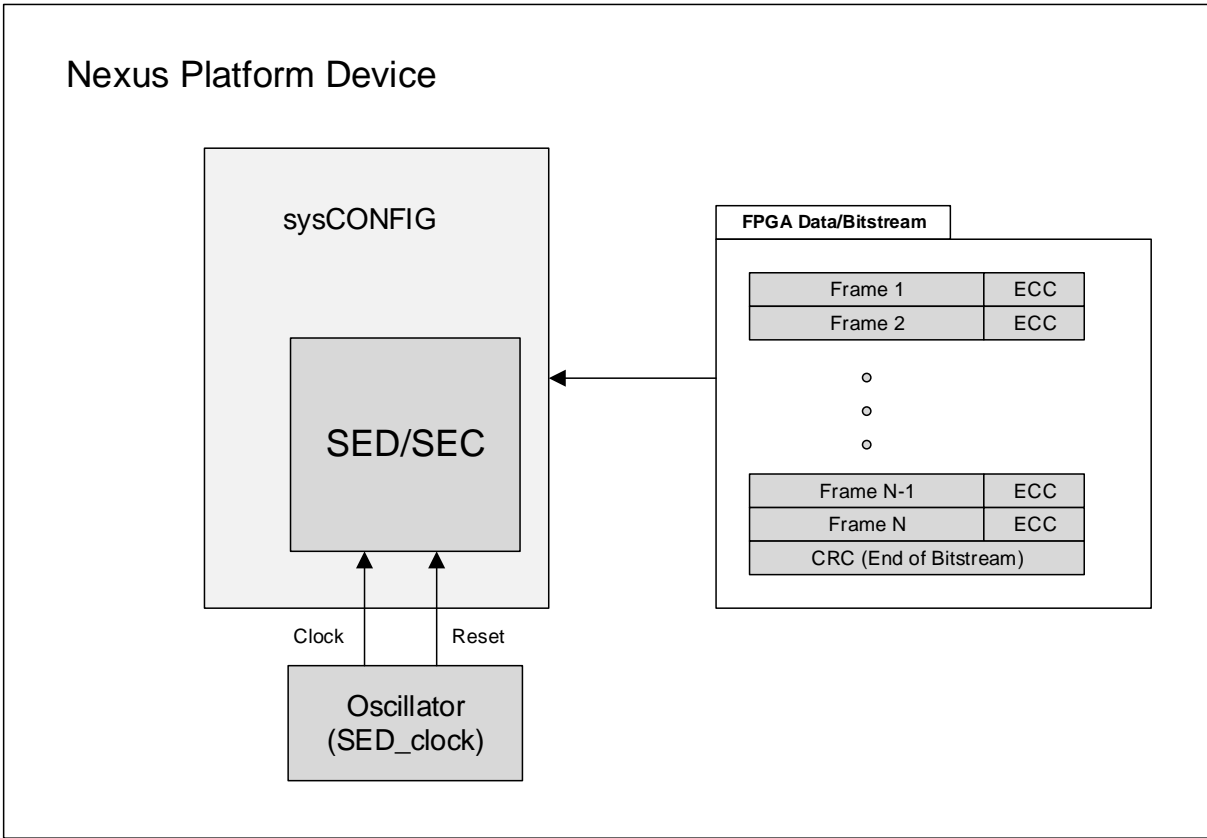 Nexus Platform Device
sysCONFIG
SED/SEC
Clock
Reset
Oscillator
(SED_clock)
FPGA Data/Bitstream
Frame 1 ECC
Frame 2 ECC
Frame N-1 ECC
Frame N ECC
CRC (End of Bitstream)